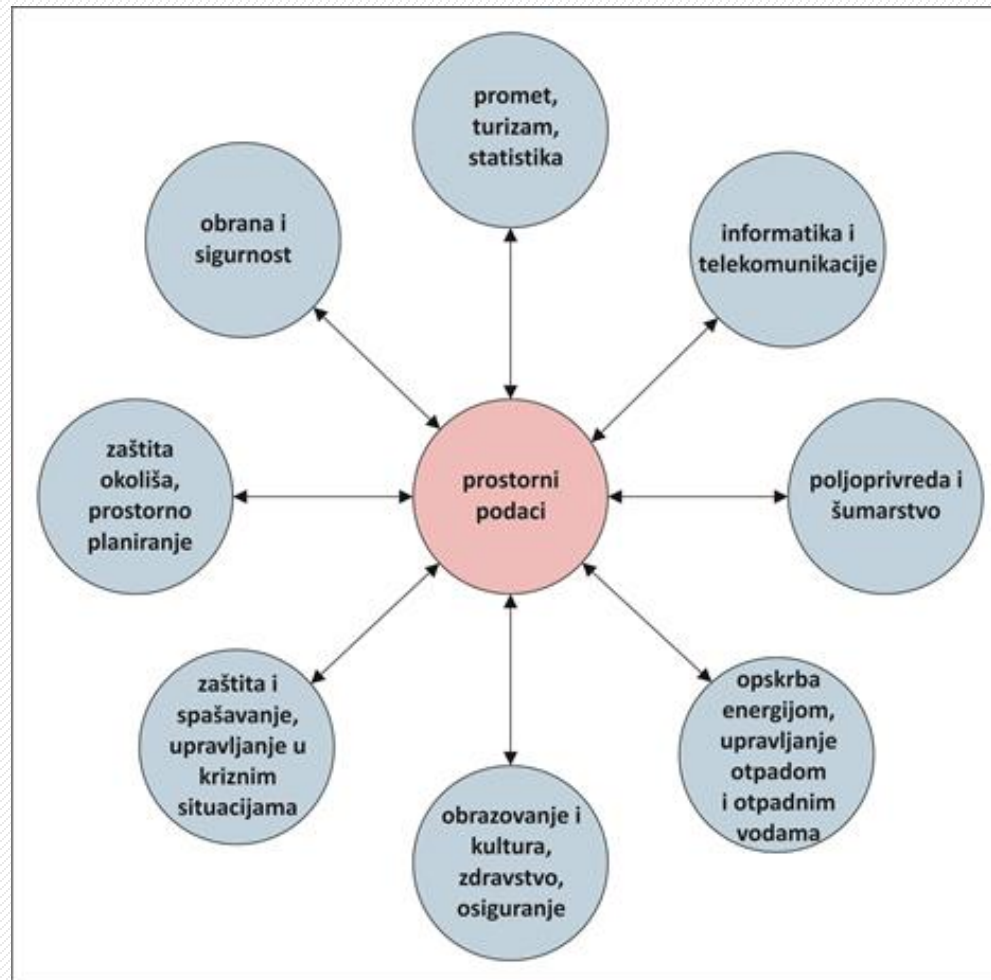 promet,
turizam,
statistika
obrana i
sigurnost
informatika i
telekomunikacije
zaštita
okoliša,
prostorno
planiranje
prostorni
podaci
poljoprivreda i
šumarstvo
zaštita i
spašavanje,
upravljanje u
kriznim
situacijama
opskrba
energijom,
upravljanje
otpadom
i otpadnim
vodama
obrazovanje i
kultura,
zdravstvo,
osiguranje